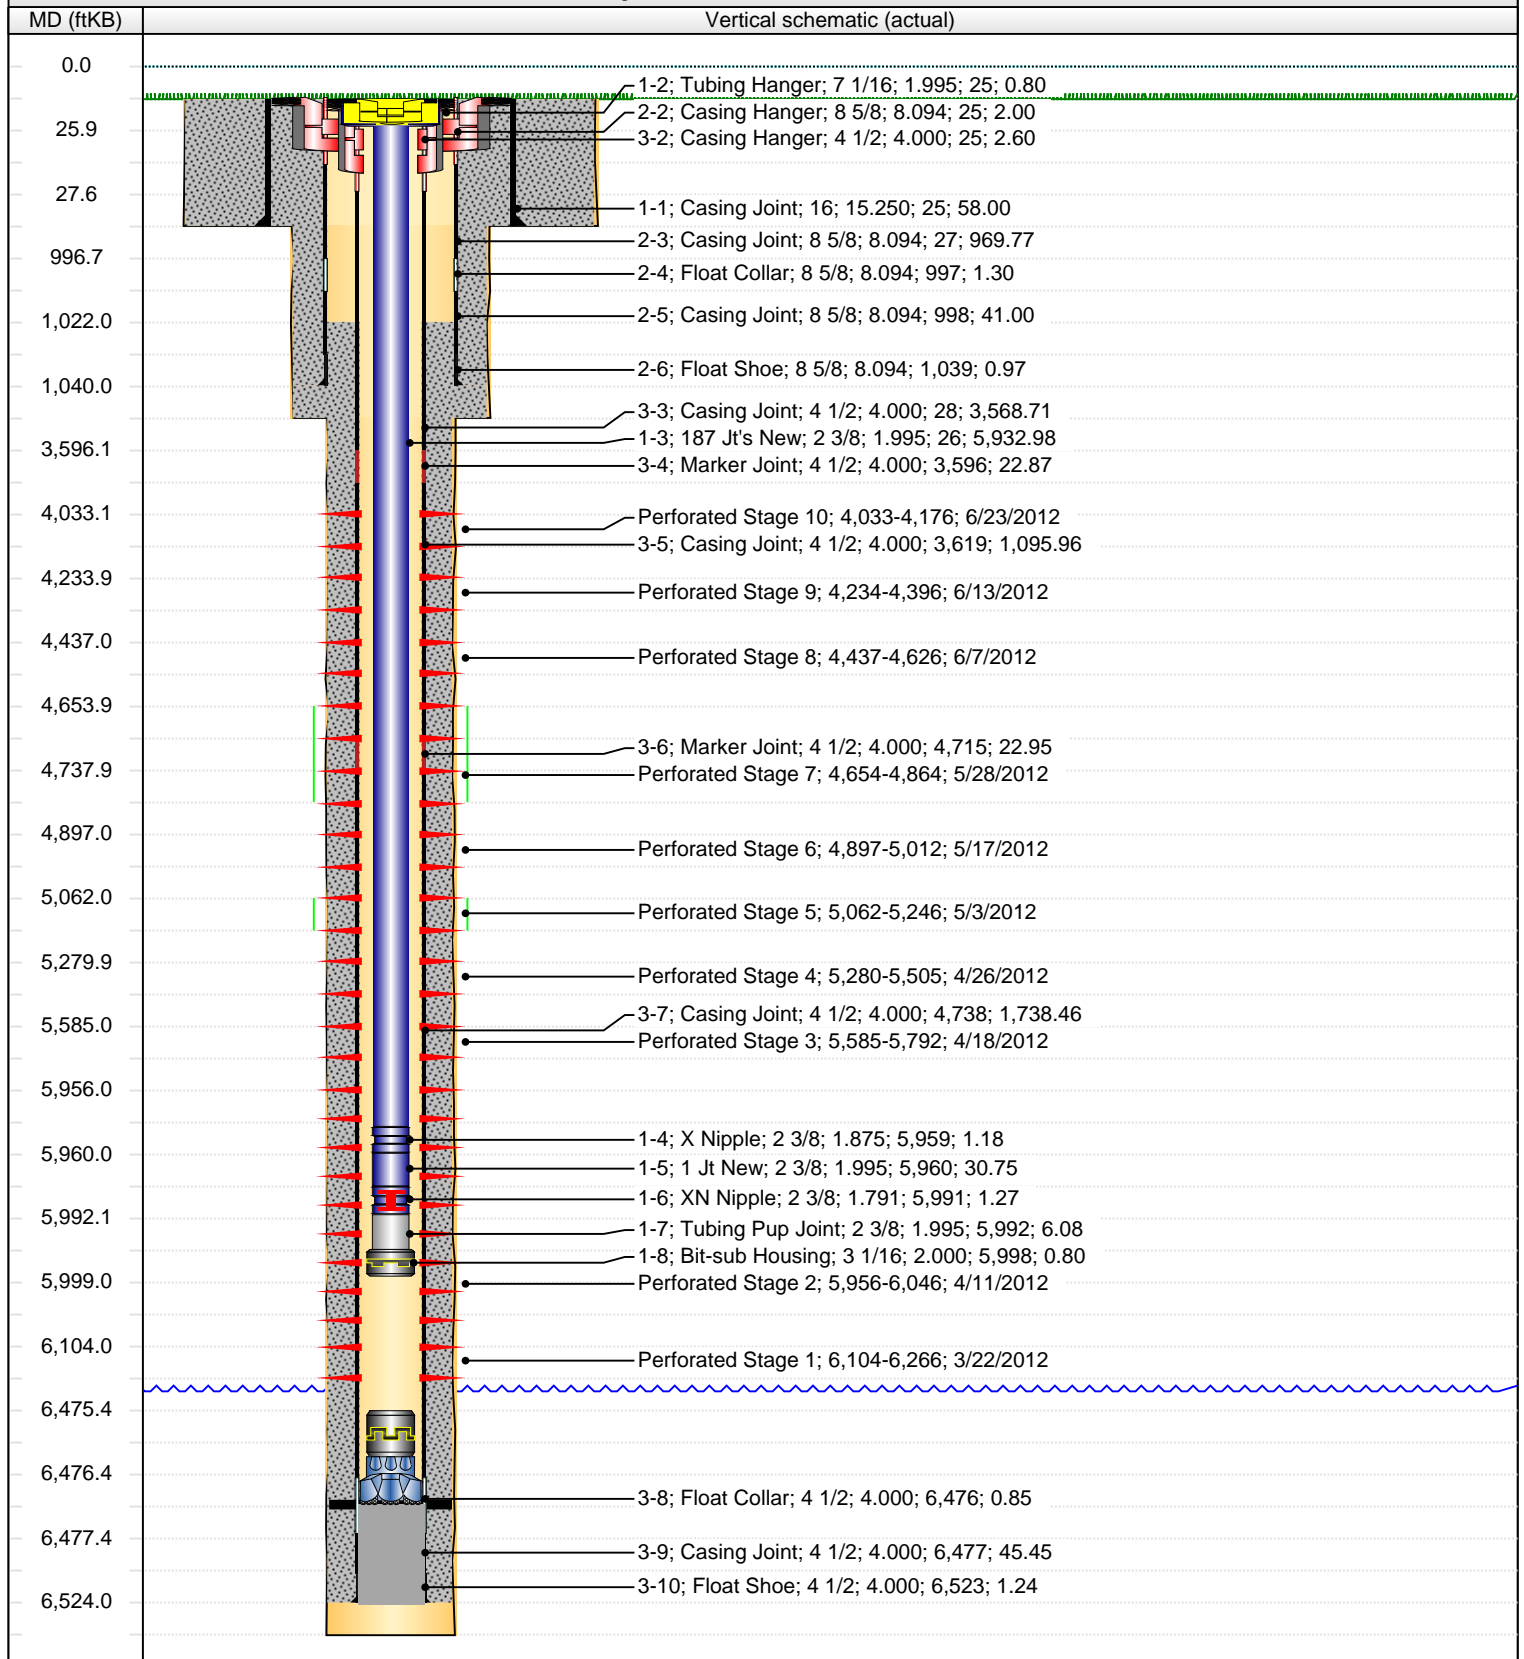 MD (ftKB)
Vertical schematic (actual)
0.0
1-2; Tubing Hanger; 7 1/16; 1.995; 25; 0.80
2-2; Casing Hanger; 8 5/8; 8.094; 25; 2.00
25.9
3-2; Casing Hanger; 4 1/2; 4.000; 25; 2.60
27.6
1-1; Casing Joint; 16; 15.250; 25; 58.00
2-3; Casing Joint; 8 5/8; 8.094; 27; 969.77
996.7
2-4; Float Collar; 8 5/8; 8.094; 997; 1.30
2-5; Casing Joint; 8 5/8; 8.094; 998; 41.00
1,022.0
2-6; Float Shoe; 8 5/8; 8.094; 1,039; 0.97
1,040.0
3-3; Casing Joint; 4 1/2; 4.000; 28; 3,568.71
1-3; 187 Jt's New; 2 3/8; 1.995; 26; 5,932.98
3,596.1
3-4; Marker Joint; 4 1/2; 4.000; 3,596; 22.87
4,033.1
Perforated Stage 10; 4,033-4,176; 6/23/2012
3-5; Casing Joint; 4 1/2; 4.000; 3,619; 1,095.96
4,233.9
Perforated Stage 9; 4,234-4,396; 6/13/2012
4,437.0
Perforated Stage 8; 4,437-4,626; 6/7/2012
4,653.9
3-6; Marker Joint; 4 1/2; 4.000; 4,715; 22.95
4,737.9
Perforated Stage 7; 4,654-4,864; 5/28/2012
4,897.0
Perforated Stage 6; 4,897-5,012; 5/17/2012
5,062.0
Perforated Stage 5; 5,062-5,246; 5/3/2012
5,279.9
Perforated Stage 4; 5,280-5,505; 4/26/2012
3-7; Casing Joint; 4 1/2; 4.000; 4,738; 1,738.46
5,585.0
Perforated Stage 3; 5,585-5,792; 4/18/2012
5,956.0
1-4; X Nipple; 2 3/8; 1.875; 5,959; 1.18
5,960.0
1-5; 1 Jt New; 2 3/8; 1.995; 5,960; 30.75
1-6; XN Nipple; 2 3/8; 1.791; 5,991; 1.27
5,992.1
1-7; Tubing Pup Joint; 2 3/8; 1.995; 5,992; 6.08
1-8; Bit-sub Housing; 3 1/16; 2.000; 5,998; 0.80
5,999.0
Perforated Stage 2; 5,956-6,046; 4/11/2012
6,104.0
Perforated Stage 1; 6,104-6,266; 3/22/2012
6,475.4
6,476.4
3-8; Float Collar; 4 1/2; 4.000; 6,476; 0.85
6,477.4
3-9; Casing Joint; 4 1/2; 4.000; 6,477; 45.45
3-10; Float Shoe; 4 1/2; 4.000; 6,523; 1.24
6,524.0